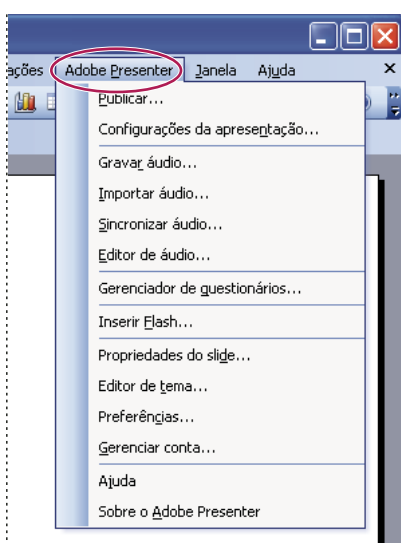 ações Adobe Presenter Janela Ajuda
Publicar...
Configurações da apresentação...
Gravar áudio...
Importar áudio...
Sincronizar áudio...
Editor de áudio...
Gerenciador de questionários...
Inserir Flash...
Propriedades do slide...
Editor de tema...
Preferências...
Gerenciar conta...
Ajuda
Sobre o Adobe Presenter